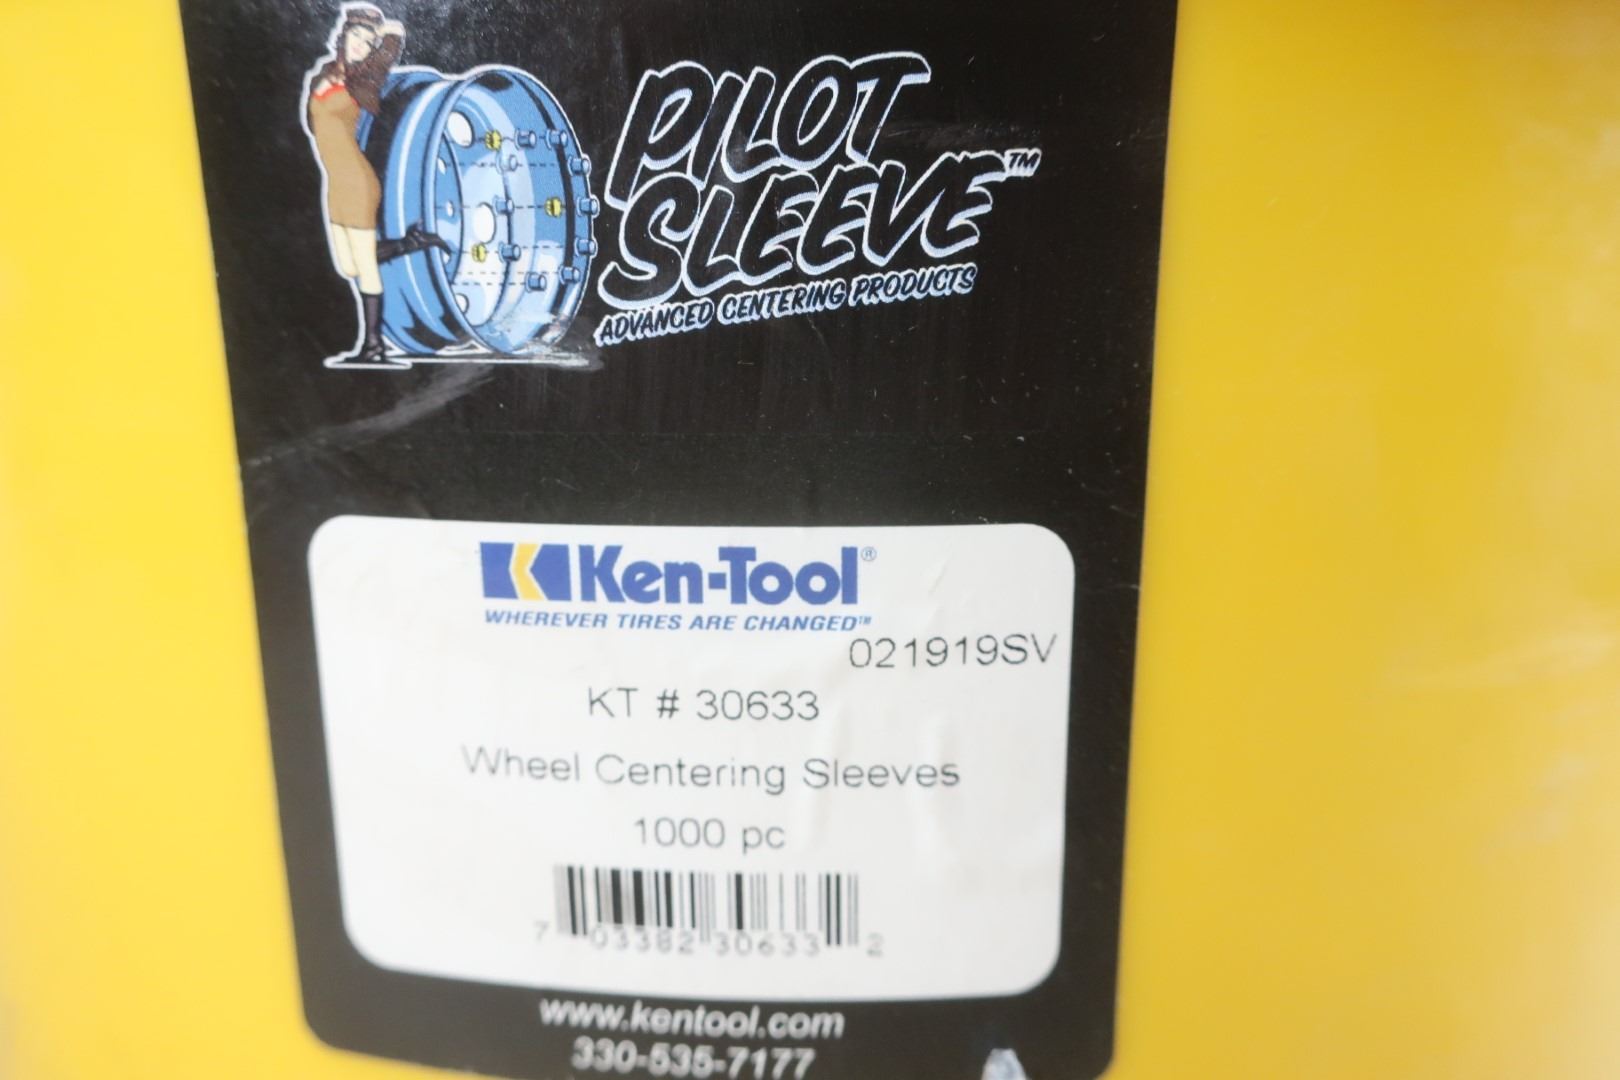 PILOT
SLEEVE™
ADVANCED CENTERING PRODUCTS
Ken-Tool®
WHEREVER TIRES ARE CHANGED™
021919SV
KT # 30633
Wheel Centering Sleeves
1000 pc
7 03382 30633 2
www.kentool.com
330-535-7177